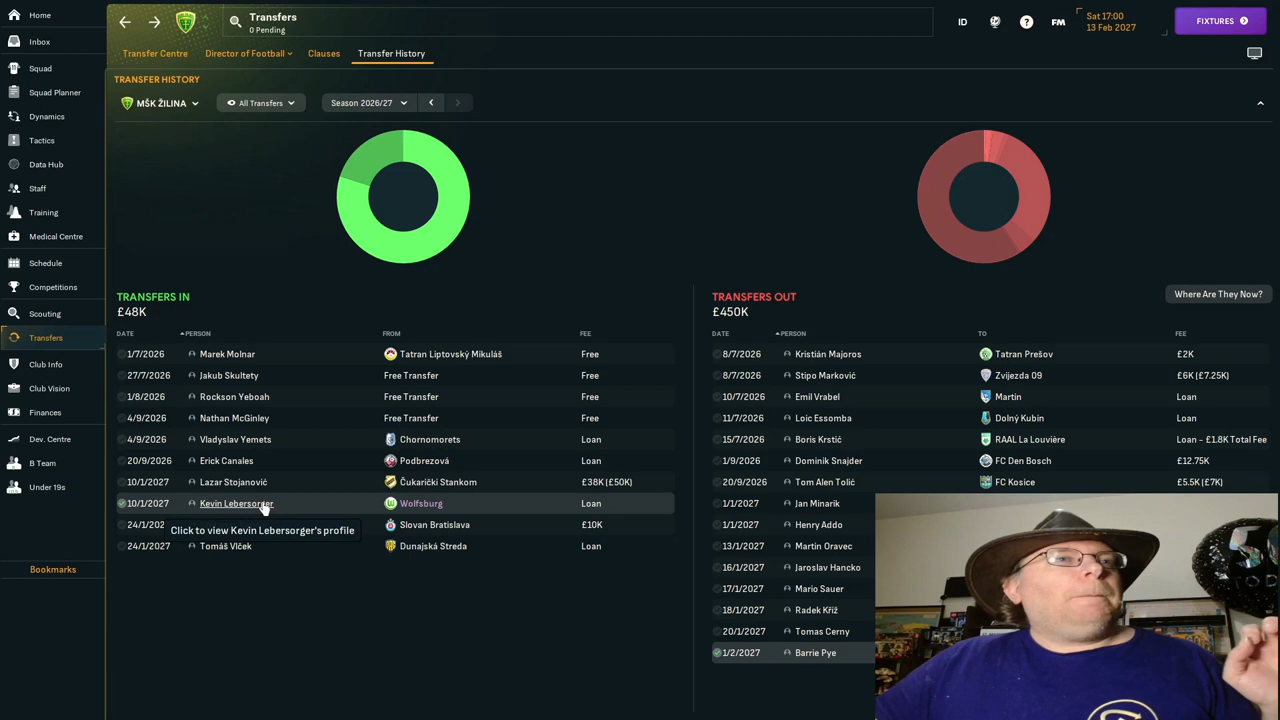 Home
Transfers
0 Pending
ID
FM
Sat 17:00
13 Feb 2027
FIXTURES
Inbox
Squad
Squad Planner
Dynamics
Tactics
Data Hub
Staff
Training
Medical Centre
Schedule
Competitions
Scouting
Transfers
Club Info
Club Vision
Finances
Dev. Centre
B Team
Under 19s
Bookmarks
Transfer Centre
Director of Football
Clauses
Transfer History
TRANSFER HISTORY
MŠK ŽILINA
All Transfers
Season 2026/27
TRANSFERS IN
£48K
DATE PERSON FROM FEE
1/7/2026 Marek Molnar Tatran Liptovský Mikuláš Free
27/7/2026 Jakub Skultety Free Transfer Free
1/8/2026 Rockson Yeboah Free Transfer Free
4/9/2026 Nathan McGinley Free Transfer Free
4/9/2026 Vladyslav Yemets Chornomorets Loan
20/9/2026 Erick Canales Podbrezová Loan
10/1/2027 Lazar Stojanović Čukarički Stankom £38K (£50K)
10/1/2027 Kevin Lebersorger Wolfsburg Loan
24/1/202 Slovan Bratislava £10K
Click to view Kevin Lebersorger's profile
24/1/2027 Tomáš Vlček Dunajská Streda Loan
TRANSFERS OUT
£450K
Where Are They Now?
DATE PERSON TO FEE
8/7/2026 Kristián Majoros Tatran Prešov £2K
8/7/2026 Stipo Marković Zvijezda 09 £6K (£7.25K)
10/7/2026 Emil Vrabel Martin Loan
11/7/2026 Loic Essomba Dolný Kubín Loan
15/7/2026 Boris Krstić RAAL La Louvière Loan - £1.8K Total Fee
1/9/2026 Dominik Snajder FC Den Bosch £12.75K
20/9/2026 Tom Alen Tolić FC Kosice £5.5K (£7K)
1/1/2027 Jan Minarik
1/1/2027 Henry Addo
13/1/2027 Martin Oravec
16/1/2027 Jaroslav Hancko
17/1/2027 Mario Sauer
18/1/2027 Radek Kříž
20/1/2027 Tomas Cerny
1/2/2027 Barrie Pye